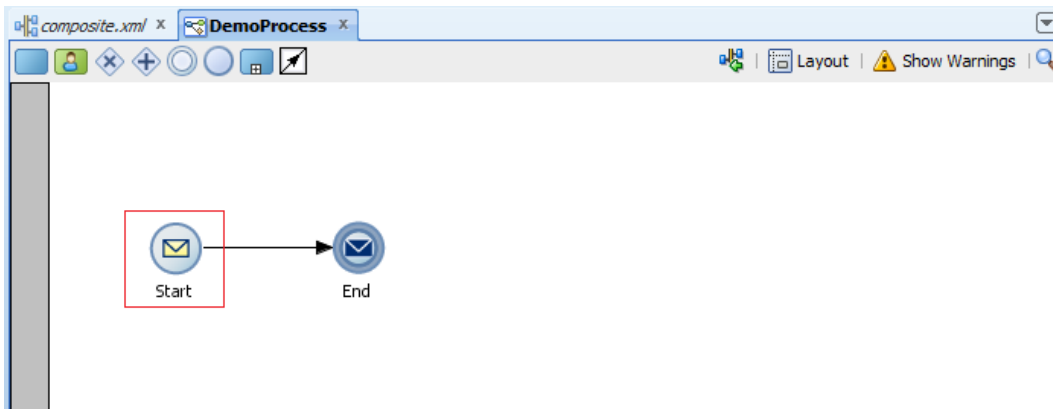 composite.xml x DemoProcess x
Layout Show Warnings
Start End